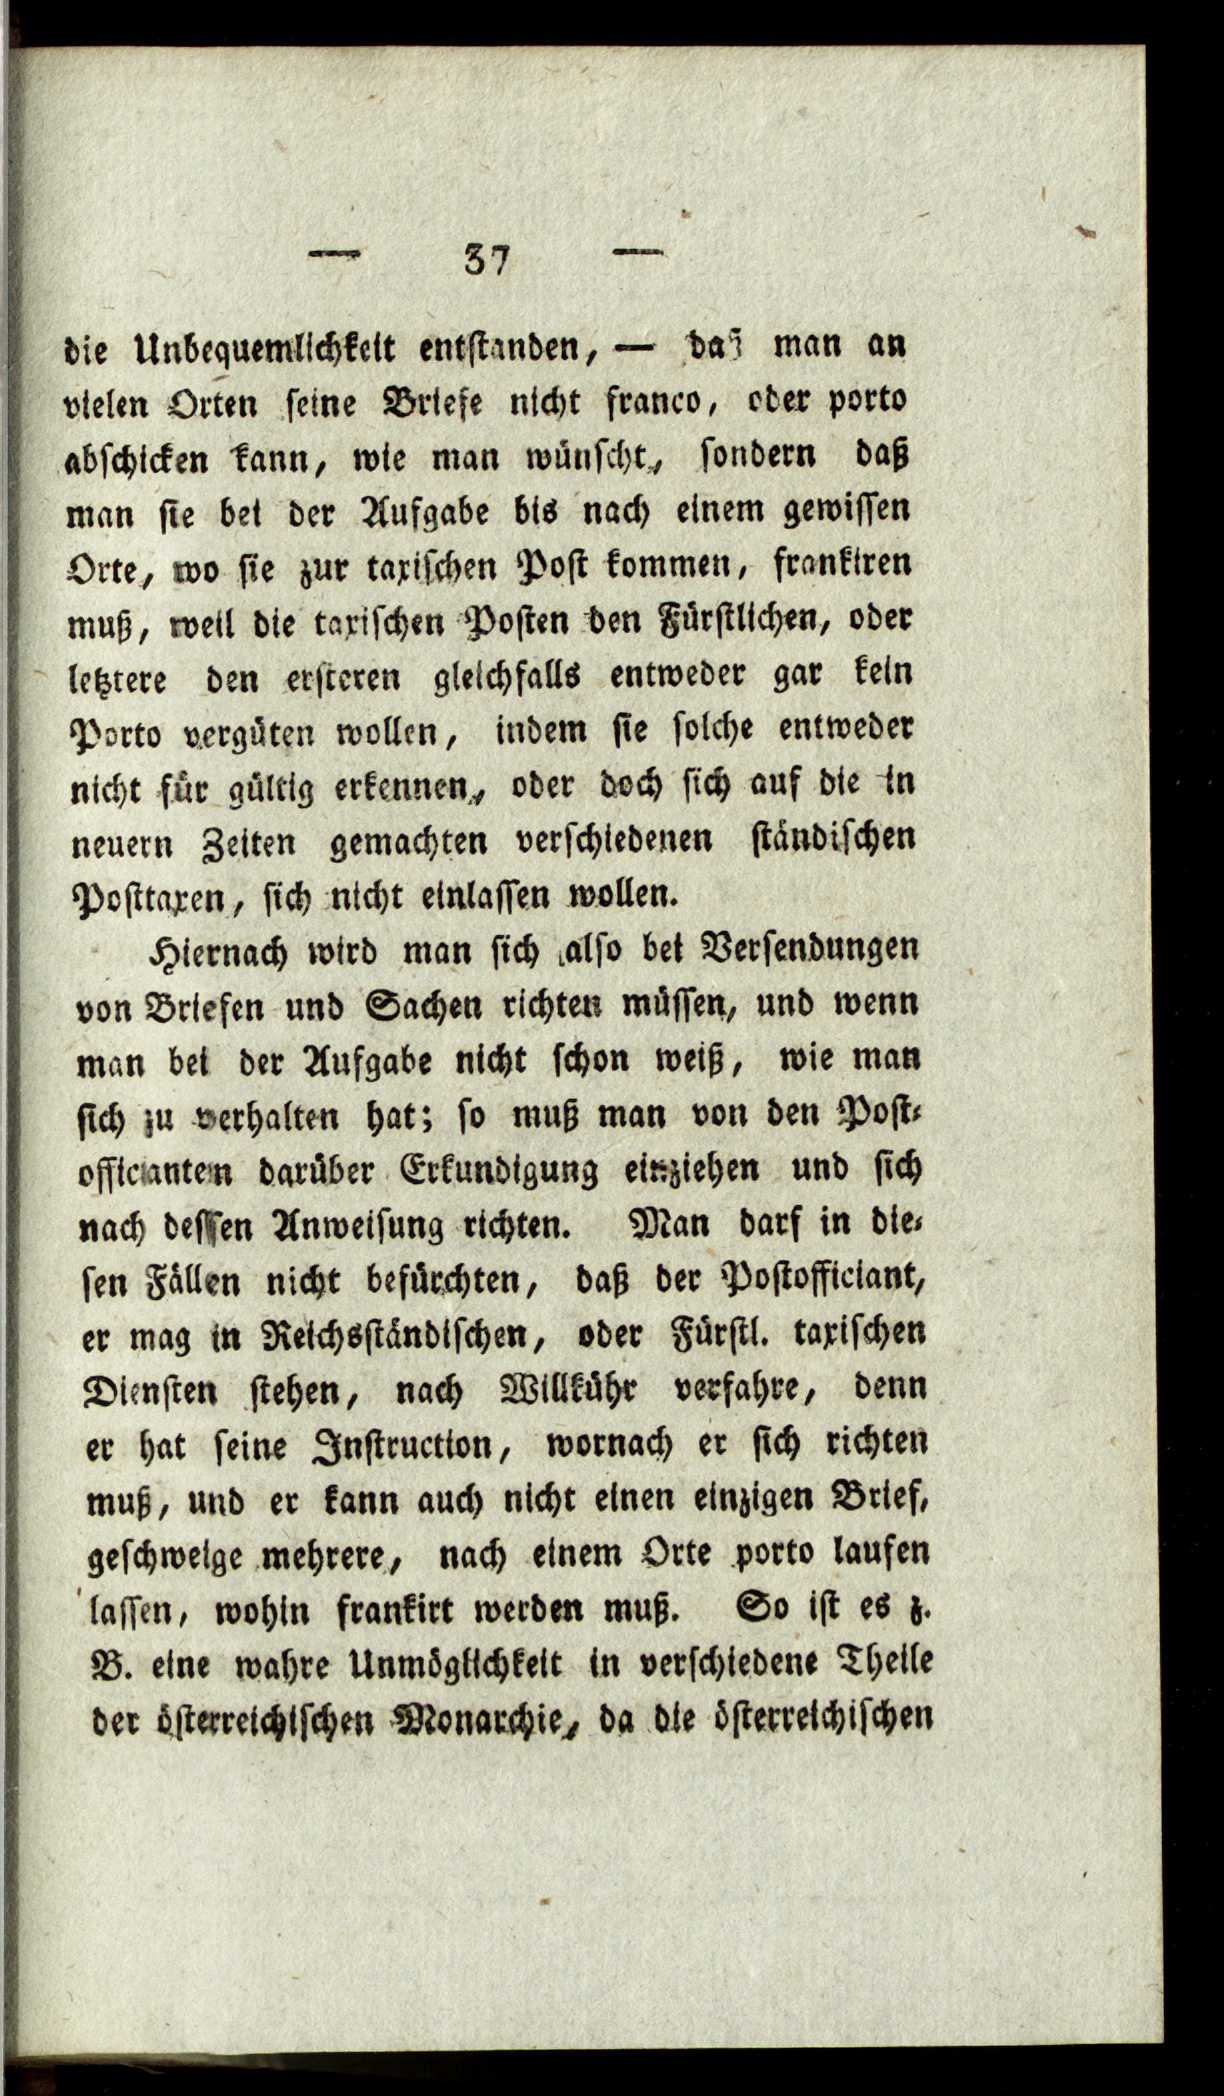 — 37 —
die Unbequemlichkeit entstanden, — daß man an
vielen Orten seine Briefe nicht franco, oder porto
abschicken kann, wie man wünscht, sondern daß
man sie bei der Aufgabe bis nach einem gewissen
Orte, wo sie zur taxischen Post kommen, frankiren
muß, weil die taxischen Posten den Fürstlichen, oder
letztere den ersteren gleichfalls entweder gar kein
Porto vergüten wollen, indem sie solche entweder
nicht für gültig erkennen, oder doch sich auf die in
neuern Zeiten gemachten verschiedenen ständischen
Posttaxen, sich nicht einlassen wollen.
Hiernach wird man sich also bei Versendungen
von Briefen und Sachen richten müssen, und wenn
man bei der Aufgabe nicht schon weiß, wie man
sich zu verhalten hat; so muß man von den Post-
officianten darüber Erkundigung einziehen und sich
nach dessen Anweisung richten. Man darf in die-
sen Fällen nicht befürchten, daß der Postofficiant,
er mag in Reichsständischen, oder Fürstl. taxischen
Diensten stehen, nach Willkühr verfahre, denn
er hat seine Instruction, wornach er sich richten
muß, und er kann auch nicht einen einzigen Brief,
geschweige mehrere, nach einem Orte porto laufen
lassen, wohin frankirt werden muß. So ist es z.
B. eine wahre Unmöglichkeit in verschiedene Theile
der österreichischen Monarchie, da die österreichischen